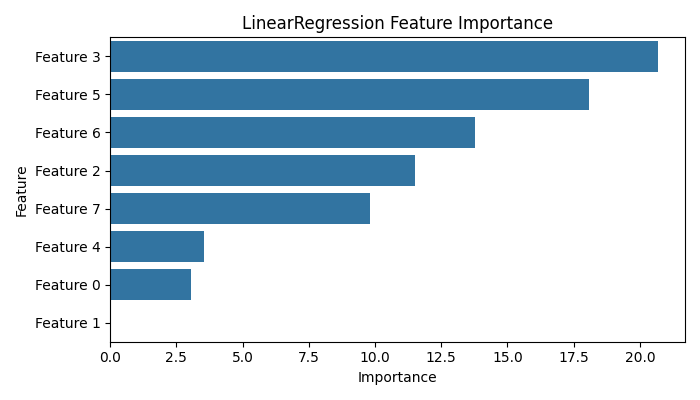 LinearRegression Feature Importance
Feature 3
Feature 5
Feature 6
Feature 2
Feature 7
Feature 4
Feature 0
Feature 1
Feature
0.0 2.5 5.0 7.5 10.0 12.5 15.0 17.5 20.0
Importance